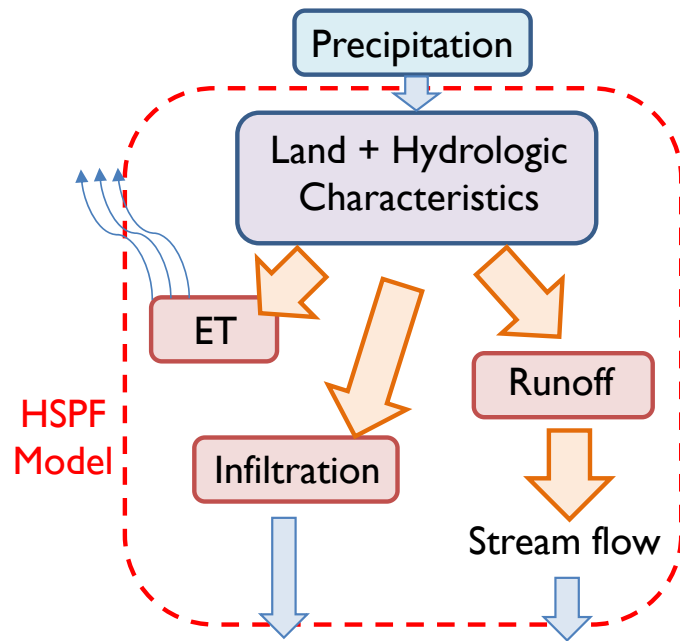 Precipitation
Land + Hydrologic
Characteristics
ET
Runoff
HSPF
Model
Infiltration
Stream flow